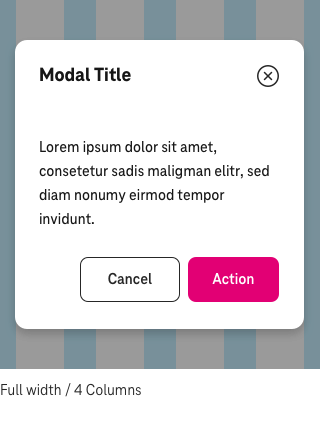 Modal Title
Lorem ipsum dolor sit amet,
consetetur sadis maligman elitr, sed
diam nonumy eirmod tempor
invidunt.
Cancel
Action
Full width / 4 Columns